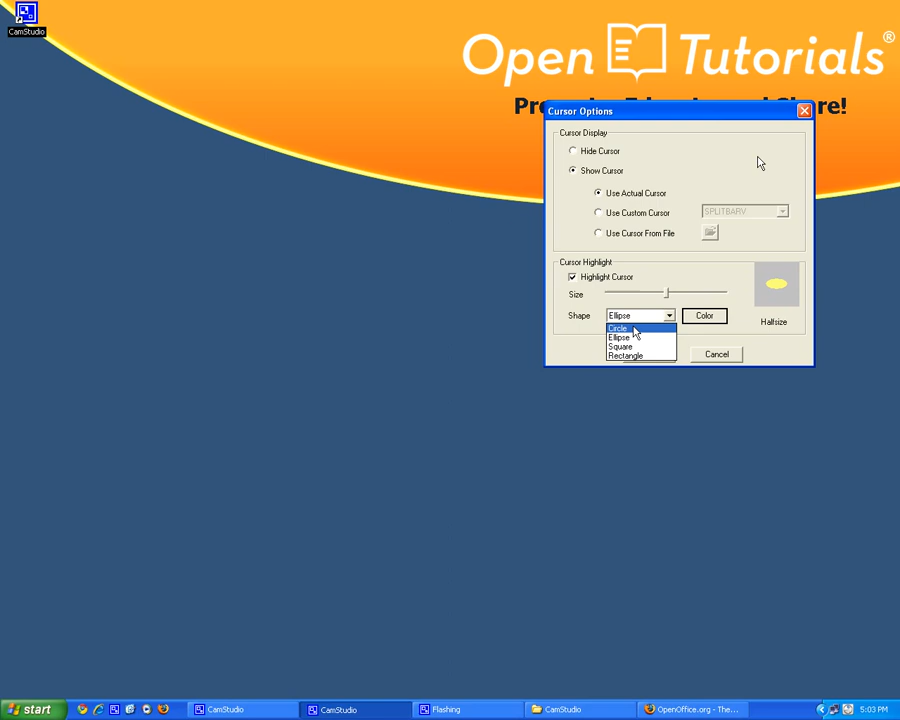 CamStudio
Open Tutorials®
Cursor Options
Cursor Display
Hide Cursor
Show Cursor
Use Actual Cursor
Use Custom Cursor
SPLITBARV
Use Cursor From File
Cursor Highlight
Highlight Cursor
Size
Shape
Ellipse
Color
Halfsize
Circle
Ellipse
Square
Rectangle
Cancel
start
CamStudio
CamStudio
Flashing
CamStudio
OpenOffice.org - The...
5:03 PM